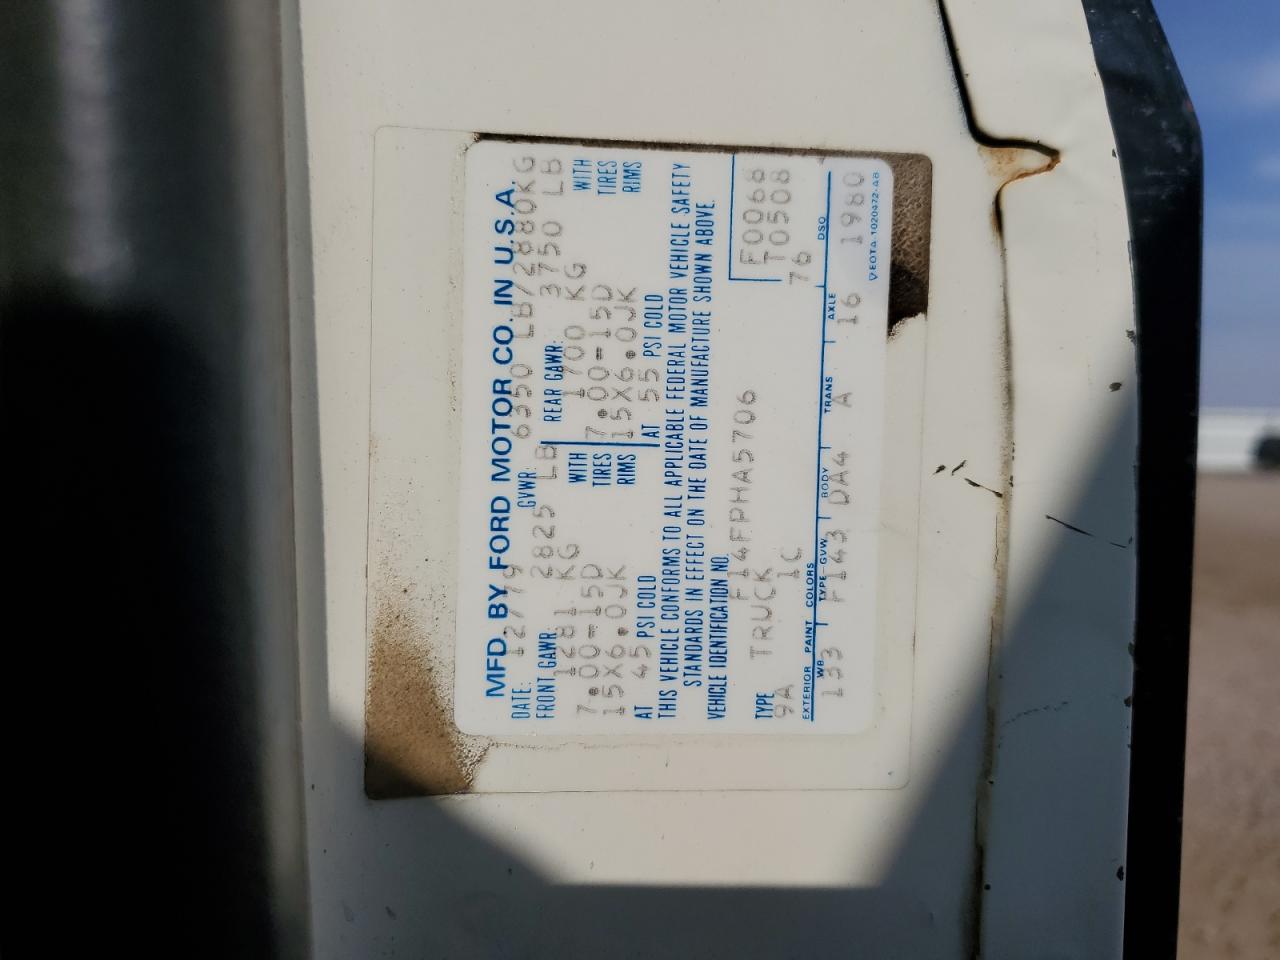 MFD. BY FORD MOTOR CO. IN U.S.A.
DATE: 12779 GVWR: 6350 LB/2880KG
FRONT GAWR: 2825 LB REAR GAWR: 3750 LB
1281 KG WITH 1700 KG WITH
7.00-15D TIRES 7.00-15D TIRES
15X6.0JK RIMS 15X6.0JK RIMS
AT 45 PSI COLD AT 55 PSI COLD
THIS VEHICLE CONFORMS TO ALL APPLICABLE FEDERAL MOTOR VEHICLE SAFETY
STANDARDS IN EFFECT ON THE DATE OF MANUFACTURE SHOWN ABOVE.
VEHICLE IDENTIFICATION NO.
F14FPHA5706 F0068
TYPE TRUCK T0508
9A 1C 76
EXTERIOR PAINT COLORS DSO
WB TYPE-GVW BODY TRANS AXLE
133 F143 DA4 A 16 1980